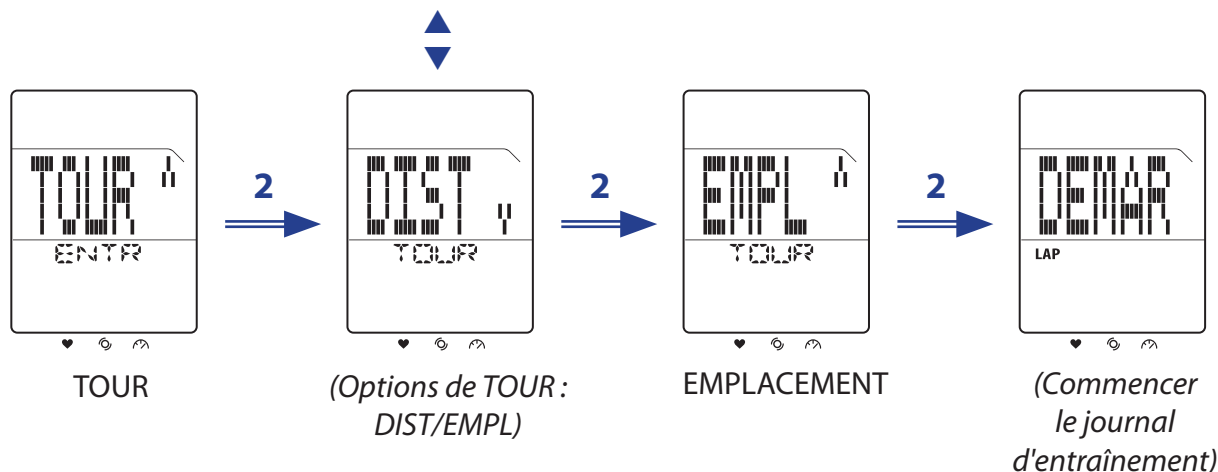 TOUR
ENTR
2
DIST
TOUR
2
EMPL
TOUR
2
DEMAR
LAP
TOUR
(Options de TOUR :
DIST/EMPL)
EMPLACEMENT
(Commencer
le journal
d'entraînement)